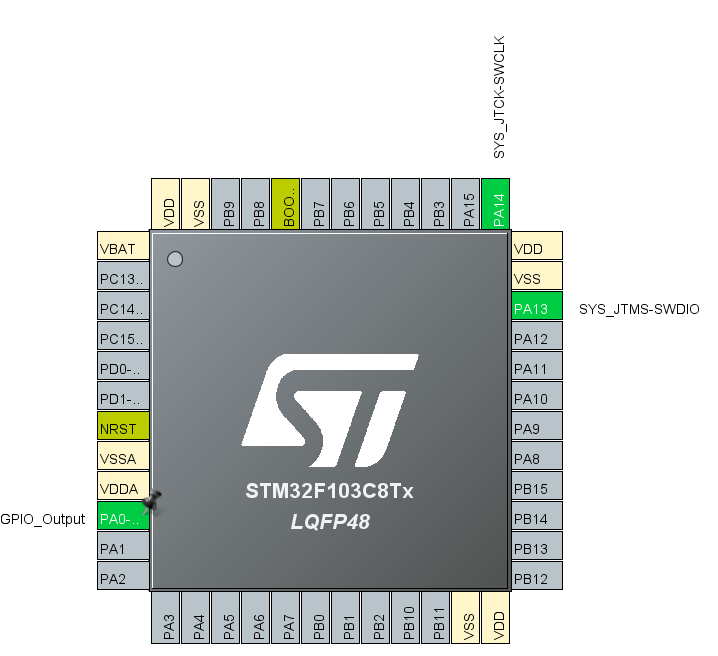 SYS_JTCK-SWCLK
VDD
VSS
PB9
PB8
BOO..
PB7
PB6
PB5
PB4
PB3
PA15
PA14
VBAT
PC13..
PC14..
PC15..
PD0-..
PD1-..
NRST
VSSA
VDDA
GPIO_Output
PA0-..
PA1
PA2
ST
STM32F103C8Tx
LQFP48
VDD
VSS
PA13
SYS_JTMS-SWDIO
PA12
PA11
PA10
PA9
PA8
PB15
PB14
PB13
PB12
PA3
PA4
PA5
PA6
PA7
PB0
PB1
PB2
PB10
PB11
VSS
VDD